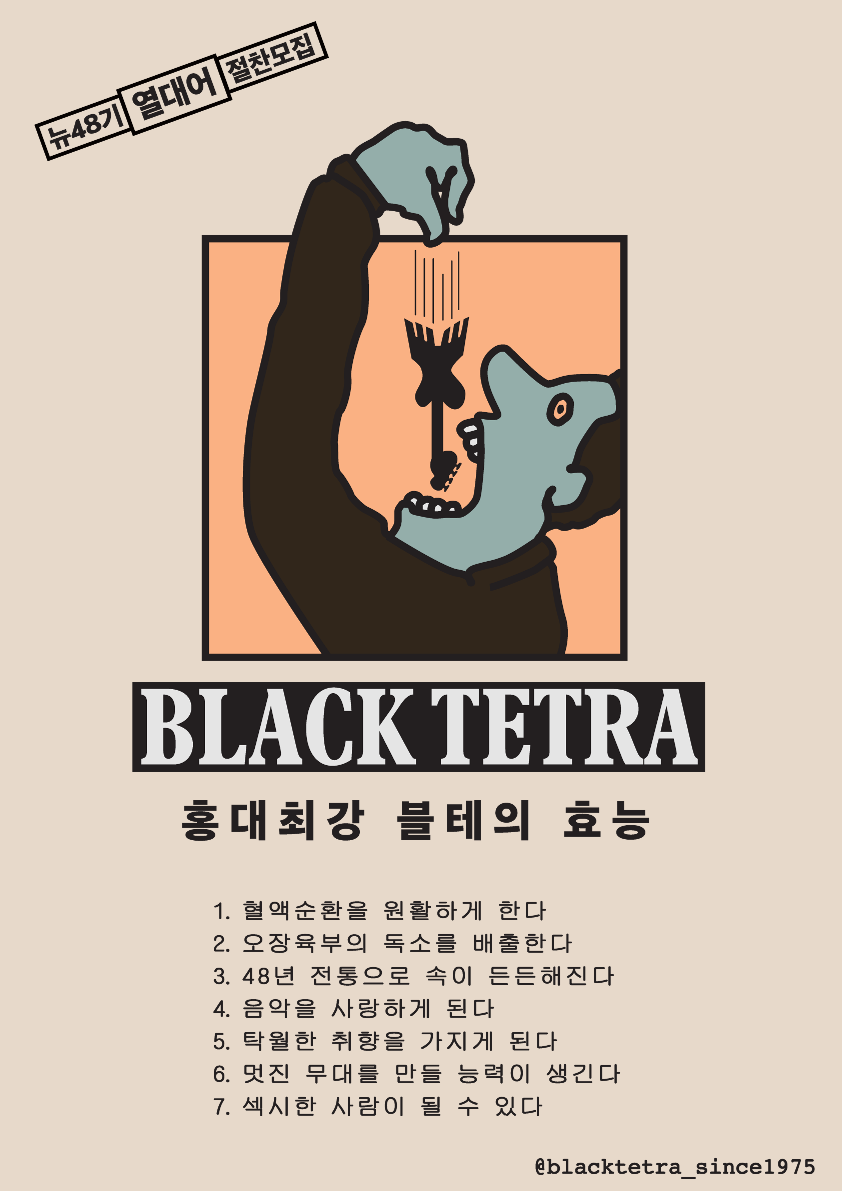 뉴48기 열대어 절찬모집
BLACK TETRA
홍대최강 블테의 효능
1. 혈액순환을 원활하게 한다
2. 오장육부의 독소를 배출한다
3. 48년 전통으로 속이 든든해진다
4. 음악을 사랑하게 된다
5. 탁월한 취향을 가지게 된다
6. 멋진 무대를 만들 능력이 생긴다
7. 섹시한 사람이 될 수 있다
@blacktetra_since1975